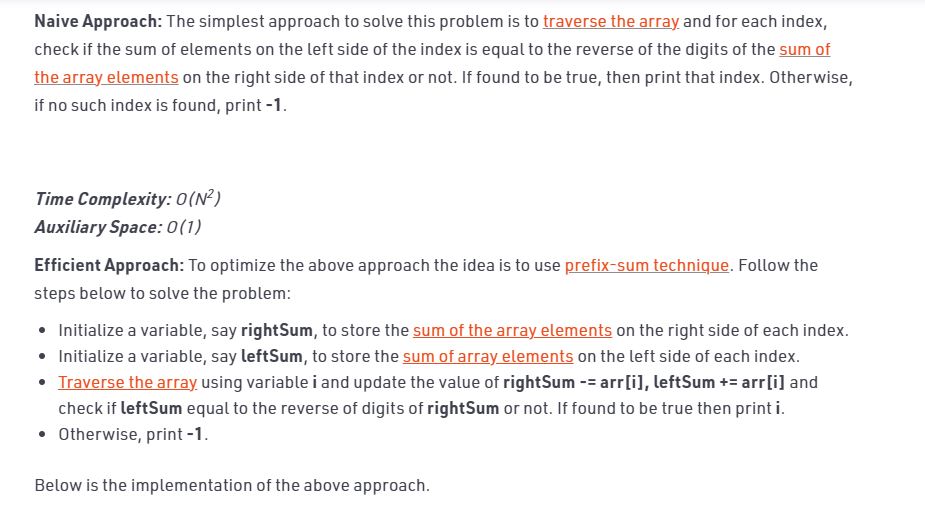 Naive Approach: The simplest approach to solve this problem is to traverse the array and for each index,
check if the sum of elements on the left side of the index is equal to the reverse of the digits of the sum of
the array elements on the right side of that index or not. If found to be true, then print that index. Otherwise,
if no such index is found, print -1.
Time Complexity: O(N²)
Auxiliary Space: O(1)
Efficient Approach: To optimize the above approach the idea is to use prefix-sum technique. Follow the
steps below to solve the problem:
• Initialize a variable, say rightSum, to store the sum of the array elements on the right side of each index.
• Initialize a variable, say leftSum, to store the sum of array elements on the left side of each index.
• Traverse the array using variable i and update the value of rightSum -= arr[i], leftSum += arr[i] and
check if leftSum equal to the reverse of digits of rightSum or not. If found to be true then print i.
• Otherwise, print -1.
Below is the implementation of the above approach.